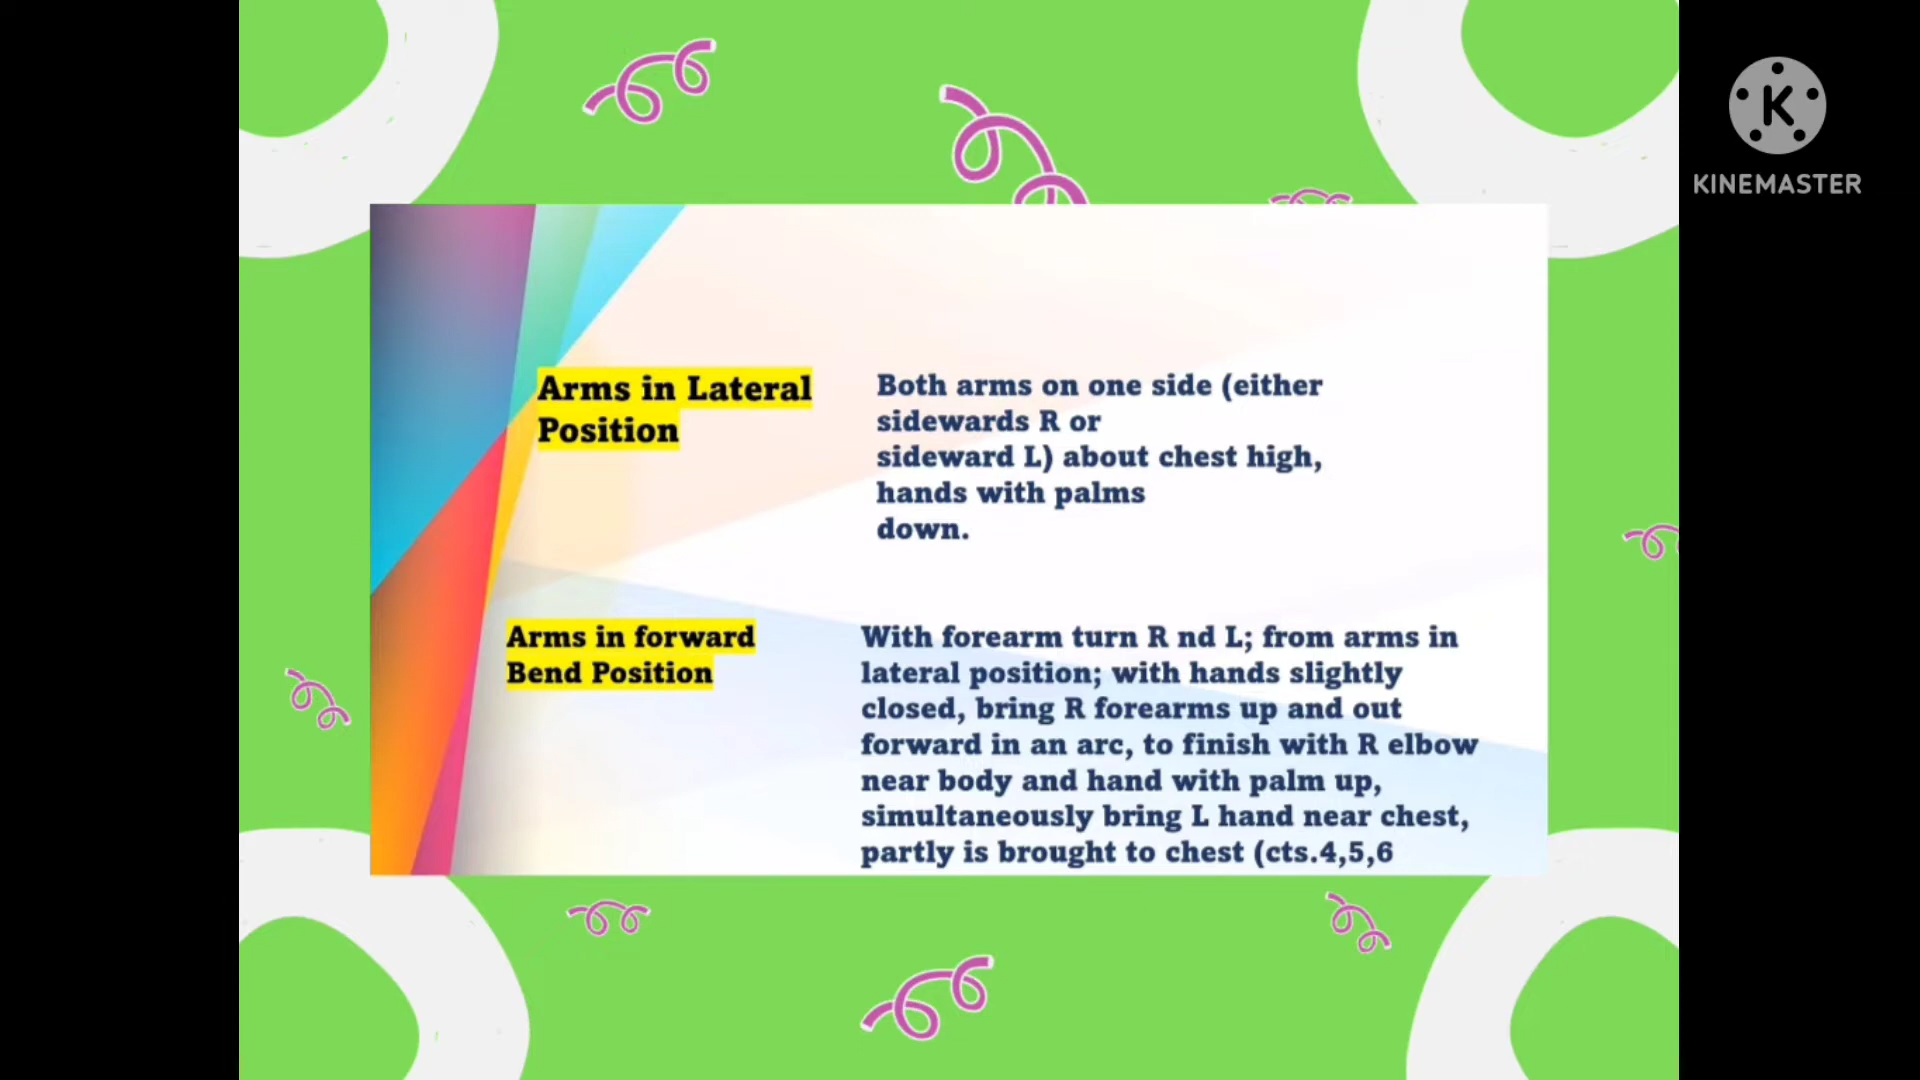 K
KINEMASTER
Arms in Lateral
Position
Both arms on one side (either
sidewards R or
sideward L) about chest high,
hands with palms
down.
Arms in forward
Bend Position
With forearm turn R nd L; from arms in
lateral position; with hands slightly
closed, bring R forearms up and out
forward in an arc, to finish with R elbow
near body and hand with palm up,
simultaneously bring L hand near chest,
partly is brought to chest (cts.4,5,6